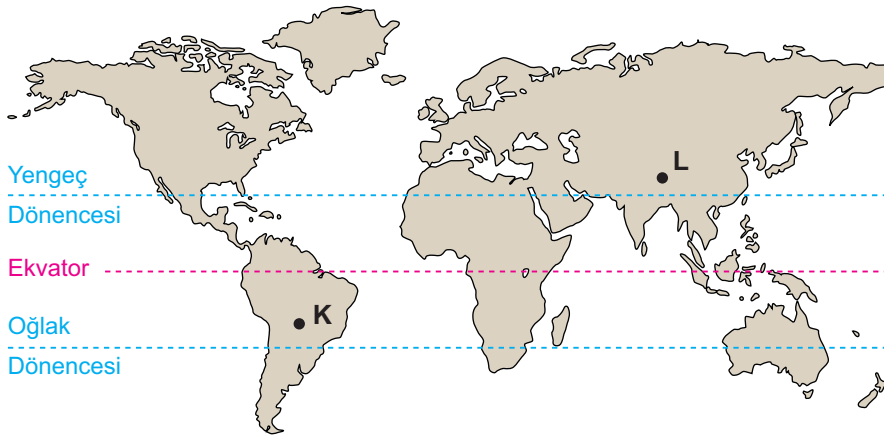 L
Yengeç
Dönencesi
Ekvator
K
Oğlak
Dönencesi